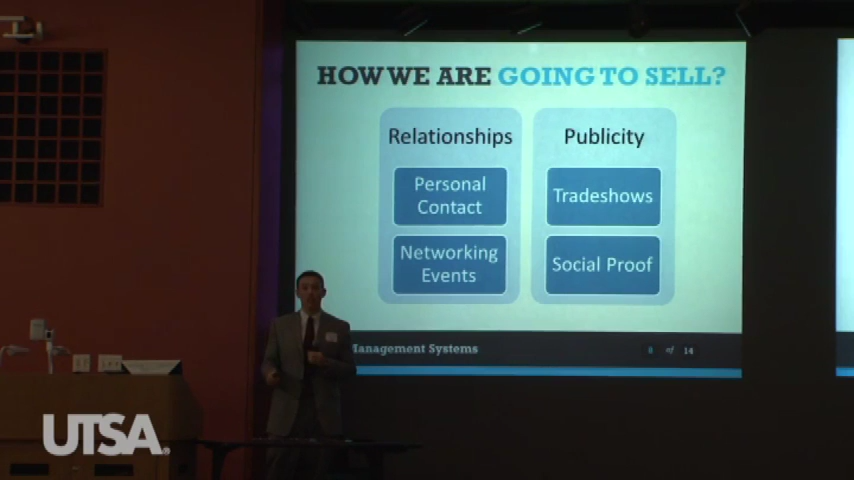 HOW WE ARE GOING TO SELL?
Relationships
Personal
Contact
Networking
Events
Publicity
Tradeshows
Social Proof
Management Systems
8 of 14
UTSA®